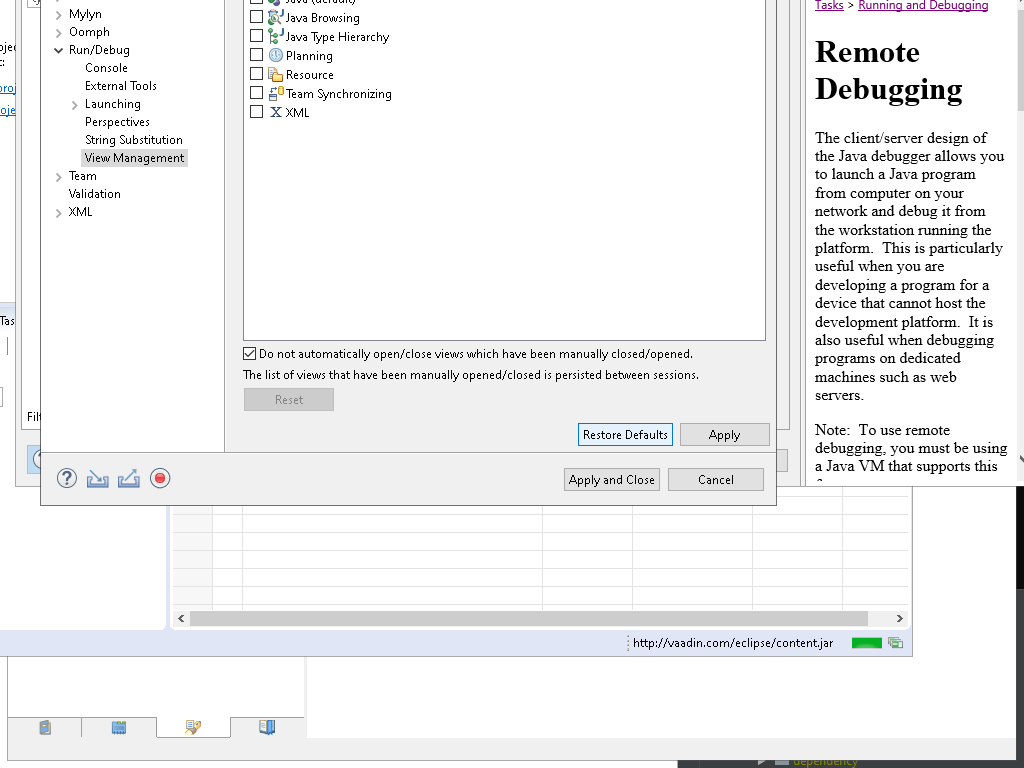 Mylyn
Oomph
Run/Debug
Console
External Tools
Launching
Perspectives
String Substitution
View Management
Team
Validation
XML
Java (default)
Java Browsing
Java Type Hierarchy
Planning
Resource
Team Synchronizing
XML
Do not automatically open/close views which have been manually closed/opened.
The list of views that have been manually opened/closed is persisted between sessions.
Reset
Restore Defaults
Apply
Apply and Close
Cancel
Tasks > Running and Debugging
Remote
Debugging
The client/server design of
the Java debugger allows you
to launch a Java program
from computer on your
network and debug it from
the workstation running the
platform. This is particularly
useful when you are
developing a program for a
device that cannot host the
development platform. It is
also useful when debugging
programs on dedicated
machines such as web
servers.
Note: To use remote
debugging, you must be using
a Java VM that supports this
http://vaadin.com/eclipse/content.jar
dependency